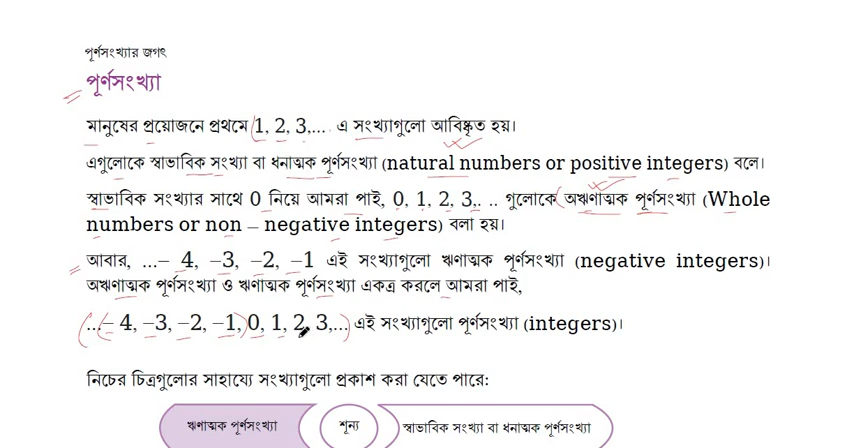 পূর্ণসংখ্যার জগৎ
পূর্ণসংখ্যা
মানুষের প্রয়োজনে প্রথমে 1, 2, 3,... এ সংখ্যাগুলো আবিষ্কৃত হয়।
এগুলোকে স্বাভাবিক সংখ্যা বা ধনাত্মক পূর্ণসংখ্যা (natural numbers or positive integers) বলে।
স্বাভাবিক সংখ্যার সাথে 0 নিয়ে আমরা পাই, 0, 1, 2, 3,. .. গুলোকে অঋণাত্মক পূর্ণসংখ্যা (Whole
numbers or non – negative integers) বলা হয়।
আবার, ...– 4, –3, –2, –1 এই সংখ্যাগুলো ঋণাত্মক পূর্ণসংখ্যা (negative integers)।
অঋণাত্মক পূর্ণসংখ্যা ও ঋণাত্মক পূর্ণসংখ্যা একত্র করলে আমরা পাই,
...– 4, –3, –2, –1, 0, 1, 2, 3,... এই সংখ্যাগুলো পূর্ণসংখ্যা (integers)।
নিচের চিত্রগুলোর সাহায্যে সংখ্যাগুলো প্রকাশ করা যেতে পারে:
ঋণাত্মক পূর্ণসংখ্যা শূন্য স্বাভাবিক সংখ্যা বা ধনাত্মক পূর্ণসংখ্যা